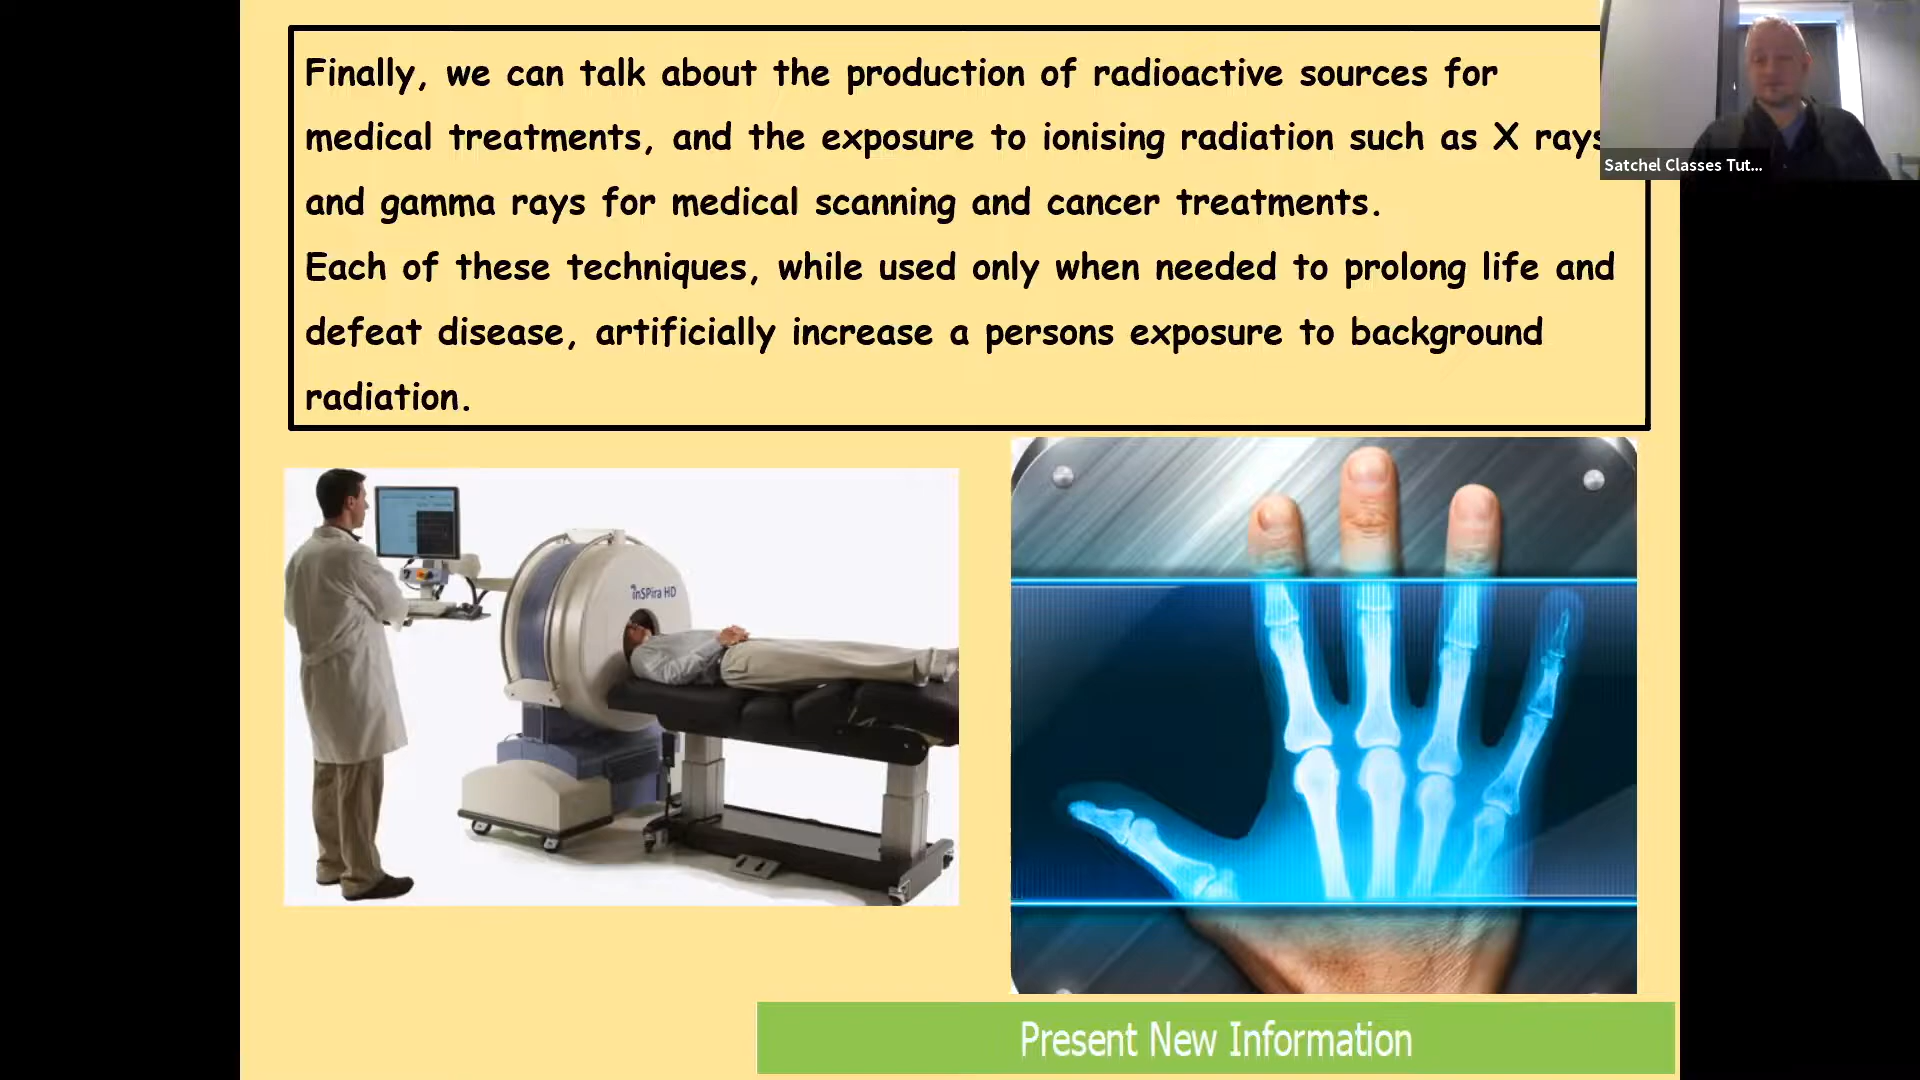 Finally, we can talk about the production of radioactive sources for
medical treatments, and the exposure to ionising radiation such as X rays
and gamma rays for medical scanning and cancer treatments.
Each of these techniques, while used only when needed to prolong life and
defeat disease, artificially increase a persons exposure to background
radiation.
Satchel Classes Tut...
inSPira HD
Present New Information